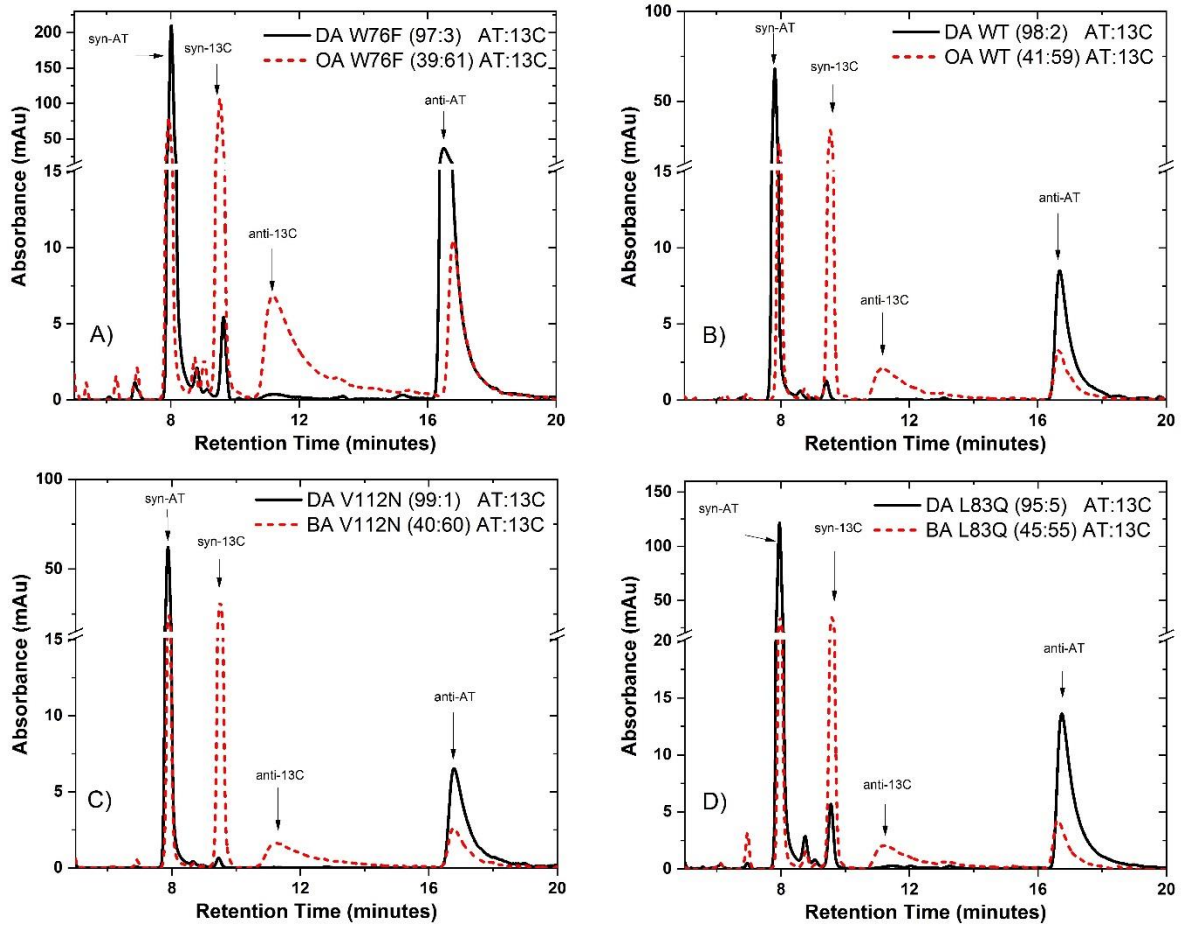 DA W76F (97:3) AT:13C
OA W76F (39:61) AT:13C
syn-AT
syn-13C
anti-AT
anti-13C
A)
Absorbance (mAu)
200
150
100
50
15
10
5
0
8
12
16
20
Retention Time (minutes)
DA WT (98:2) AT:13C
OA WT (41:59) AT:13C
syn-AT
syn-13C
anti-AT
anti-13C
B)
Absorbance (mAu)
100
50
15
10
5
0
8
12
16
20
Retention Time (minutes)
DA V112N (99:1) AT:13C
BA V112N (40:60) AT:13C
syn-AT
syn-13C
anti-AT
anti-13C
C)
Absorbance (mAu)
100
50
15
10
5
0
8
12
16
20
Retention Time (minutes)
DA L83Q (95:5) AT:13C
BA L83Q (45:55) AT:13C
syn-AT
syn-13C
anti-AT
anti-13C
D)
Absorbance (mAu)
150
100
50
20
15
10
5
0
8
12
16
20
Retention Time (minutes)